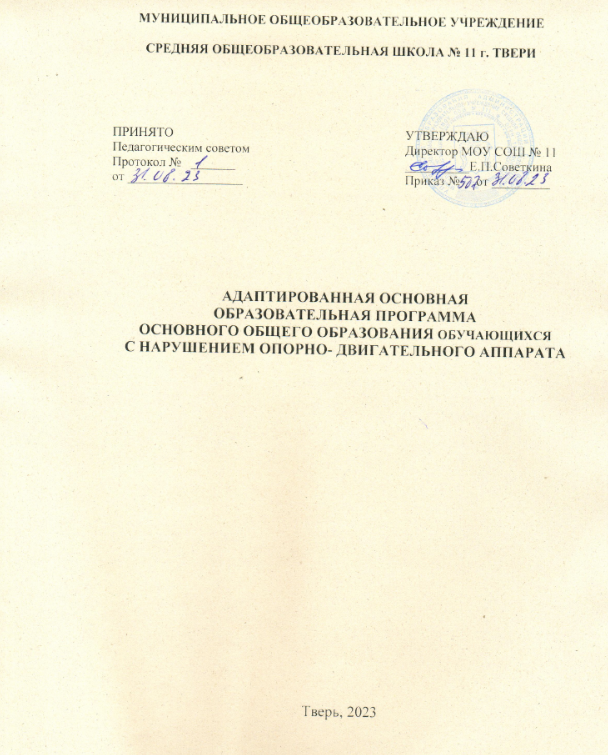 МУНИЦИПАЛЬНОЕ ОБЩЕОБРАЗОВАТЕЛЬНОЕ УЧРЕЖДЕНИЕ
СРЕДНЯЯ ОБЩЕОБРАЗОВАТЕЛЬНАЯ ШКОЛА № 11 г. ТВЕРИ
ПРИНЯТО
Педагогическим советом
Протокол № 1
от 31.08.23
УТВЕРЖДАЮ
Директор МОУ СОШ № 11
Е.П.Советкина
Приказ № от 31.08.23
АДАПТИРОВАННАЯ ОСНОВНАЯ
ОБРАЗОВАТЕЛЬНАЯ ПРОГРАММА
ОСНОВНОГО ОБЩЕГО ОБРАЗОВАНИЯ ОБУЧАЮЩИХСЯ
С НАРУШЕНИЕМ ОПОРНО- ДВИГАТЕЛЬНОГО АППАРАТА
Тверь, 2023